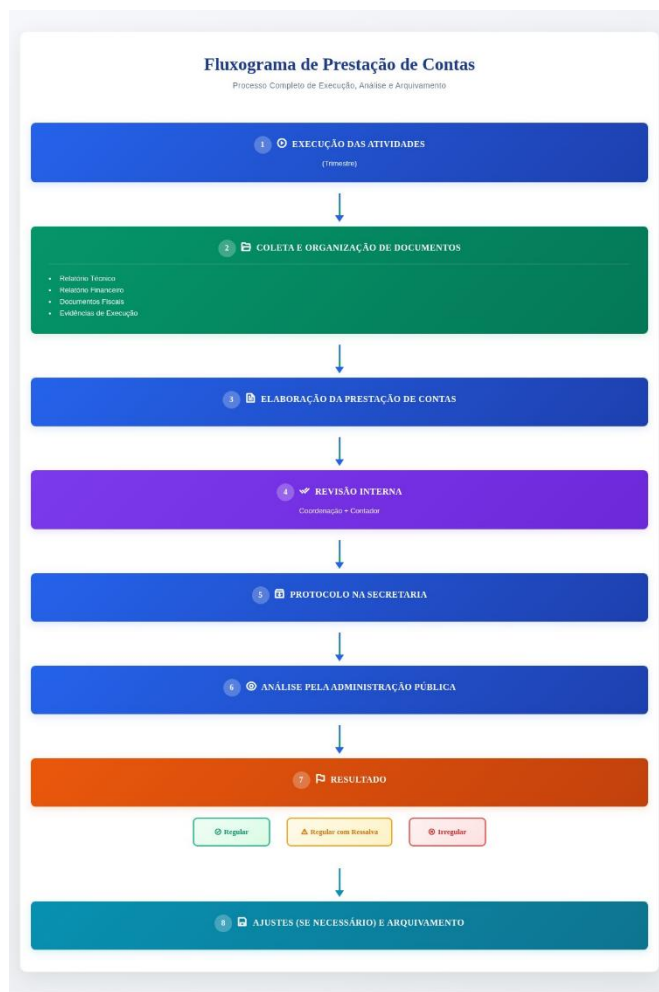 Fluxograma de Prestação de Contas
Processo Completo de Execução, Análise e Arquivamento
1 EXECUÇÃO DAS ATIVIDADES
(Trimestre)
2 COLETA E ORGANIZAÇÃO DE DOCUMENTOS
• Relatório Técnico
• Relatório Financeiro
• Documentos Fiscais
• Evidências de Execução
3 ELABORAÇÃO DA PRESTAÇÃO DE CONTAS
4 REVISÃO INTERNA
Coordenação + Contador
5 PROTOCOLO NA SECRETARIA
6 ANÁLISE PELA ADMINISTRAÇÃO PÚBLICA
7 RESULTADO
Regular
Regular com Ressalva
Irregular
8 AJUSTES (SE NECESSÁRIO) E ARQUIVAMENTO